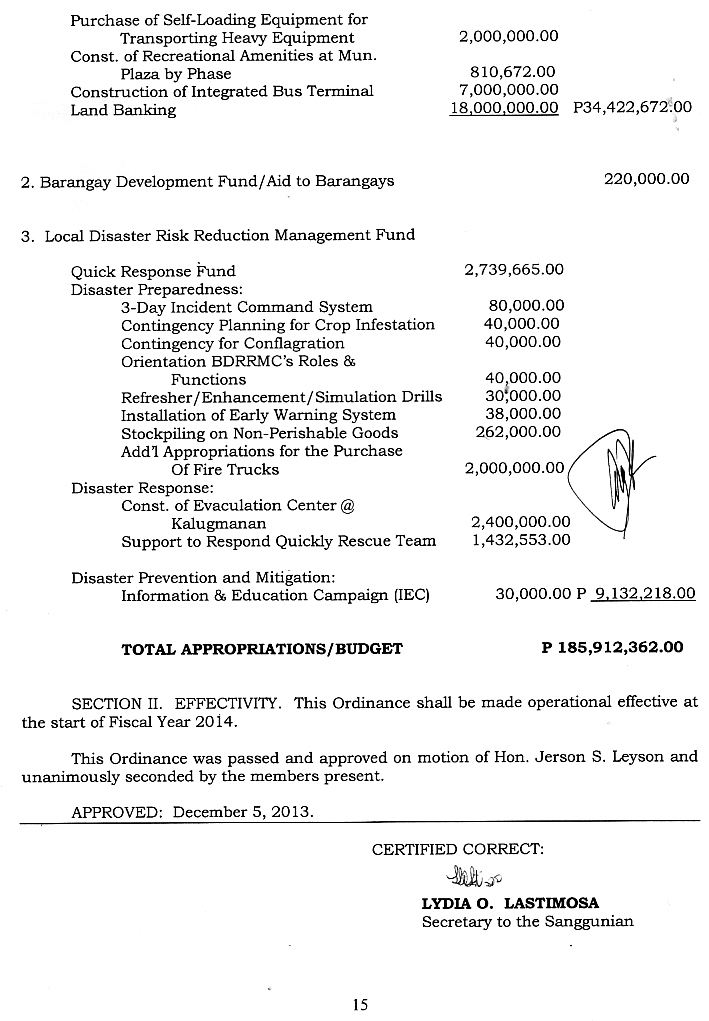 Purchase of Self-Loading Equipment for
Transporting Heavy Equipment 2,000,000.00
Const. of Recreational Amenities at Mun.
Plaza by Phase 810,672.00
Construction of Integrated Bus Terminal 7,000,000.00
Land Banking 18,000,000.00 P34,422,672.00
2. Barangay Development Fund/Aid to Barangays 220,000.00
3. Local Disaster Risk Reduction Management Fund
Quick Response Fund 2,739,665.00
Disaster Preparedness:
3-Day Incident Command System 80,000.00
Contingency Planning for Crop Infestation 40,000.00
Contingency for Conflagration 40,000.00
Orientation BDRRMC's Roles &
Functions 40,000.00
Refresher/Enhancement/Simulation Drills 30,000.00
Installation of Early Warning System 38,000.00
Stockpiling on Non-Perishable Goods 262,000.00
Add'l Appropriations for the Purchase
Of Fire Trucks 2,000,000.00
Disaster Response:
Const. of Evaculation Center @
Kalugmanan 2,400,000.00
Support to Respond Quickly Rescue Team 1,432,553.00
Disaster Prevention and Mitigation:
Information & Education Campaign (IEC) 30,000.00 P 9,132,218.00
TOTAL APPROPRIATIONS/BUDGET P 185,912,362.00
SECTION II. EFFECTIVITY. This Ordinance shall be made operational effective at
the start of Fiscal Year 2014.
This Ordinance was passed and approved on motion of Hon. Jerson S. Leyson and
unanimously seconded by the members present.
APPROVED: December 5, 2013.
CERTIFIED CORRECT:
LYDIA O. LASTIMOSA
Secretary to the Sanggunian
15